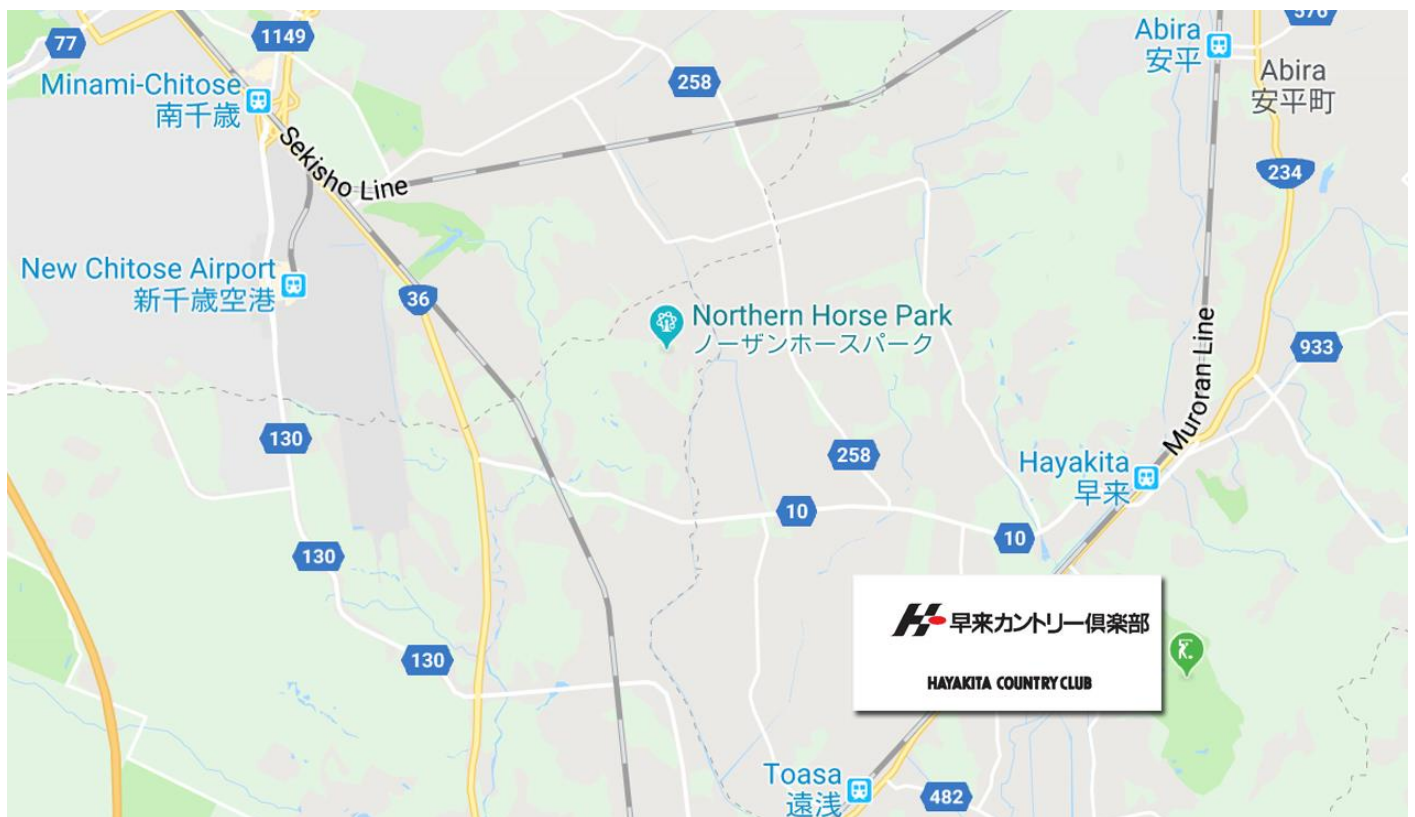 576
77
1149
Abira
安平
Minami-Chitose
南千歳
258
Abira
安平町
Sekisho Line
234
New Chitose Airport
新千歳空港
36
Northern Horse Park
ノーザンホースパーク
Muroran Line
933
130
258
Hayakita
早来
10
10
130
早来カントリー倶楽部
HAYAKITA COUNTRY CLUB
130
Toasa
遠浅
482